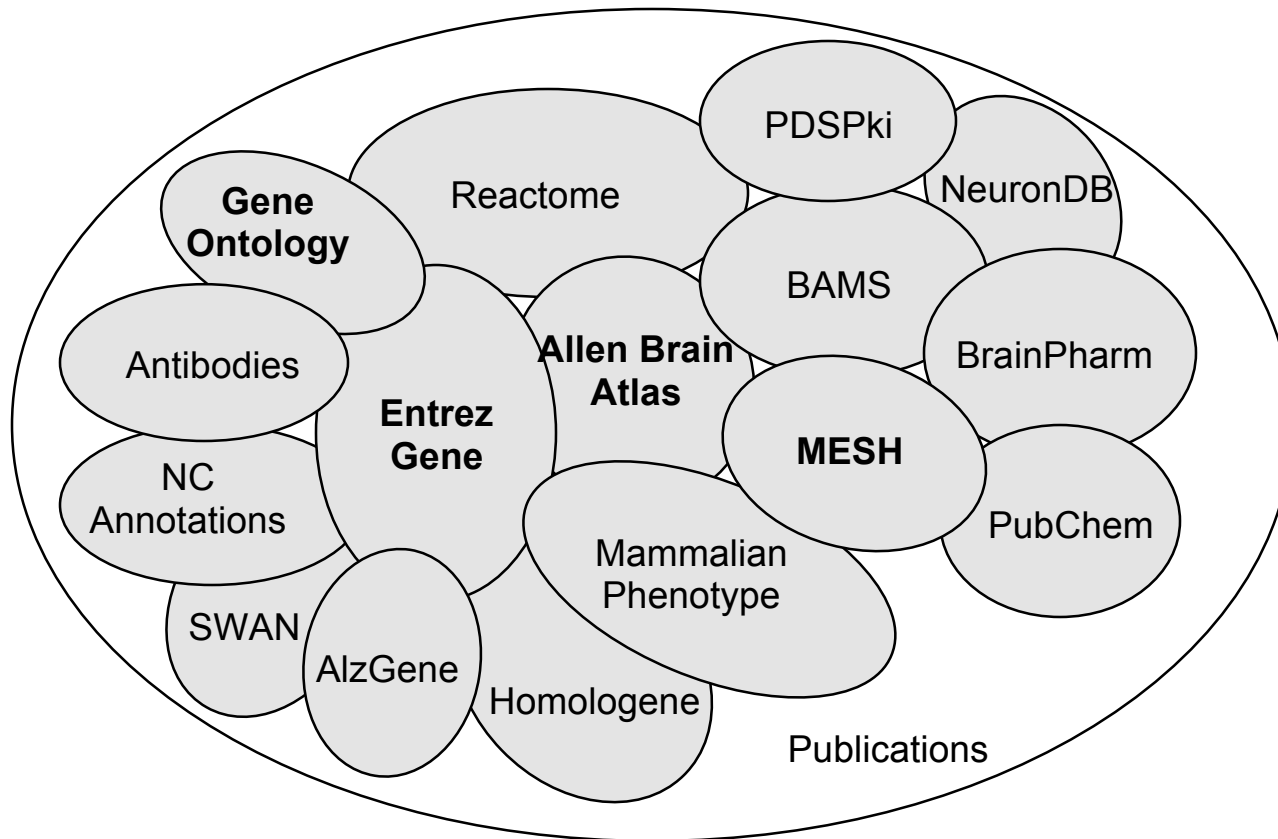 PDSPki
NeuronDB
Reactome
Gene
Ontology
BAMS
Antibodies
Allen Brain
Atlas
BrainPharm
Entrez
Gene
MESH
NC
Annotations
PubChem
Mammalian
Phenotype
SWAN
AlzGene
Homologene
Publications